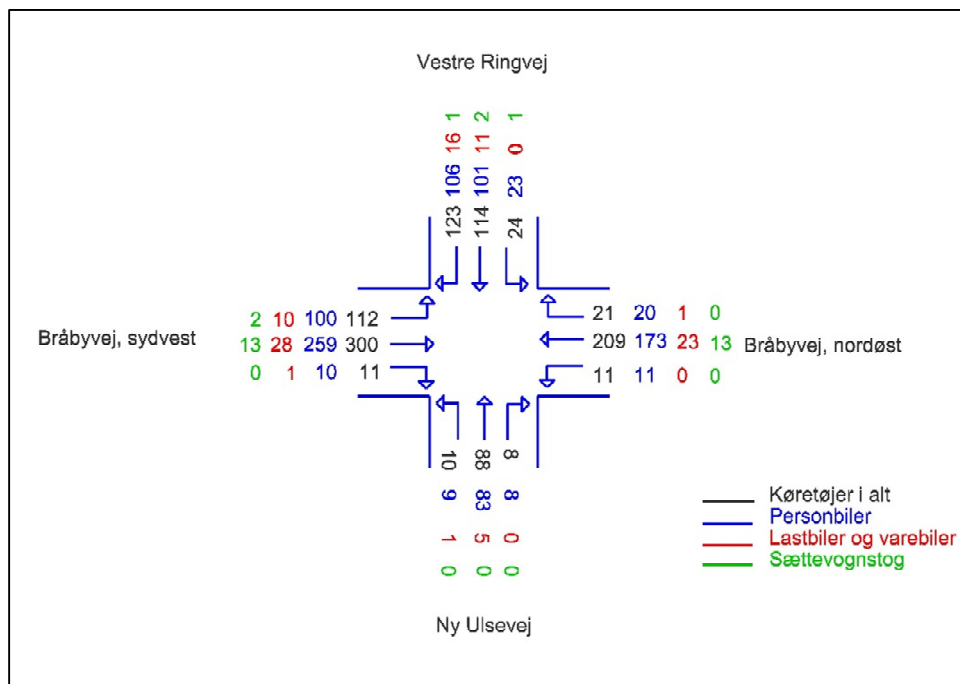 Vestre Ringvej
1 2 1
16 11 0
106 101 23
123 114 24
2 10 100 112
Bråbyvej, sydvest
13 28 259 300
0 1 10 11
21 20 1 0
209 173 23 13
Bråbyvej, nordøst
11 11 0 0
10 88 8
9 83 8
1 5 0
0 0 0
Ny Ulsevej
Køretøjer i alt
Personbiler
Lastbiler og varebiler
Sættevognstog